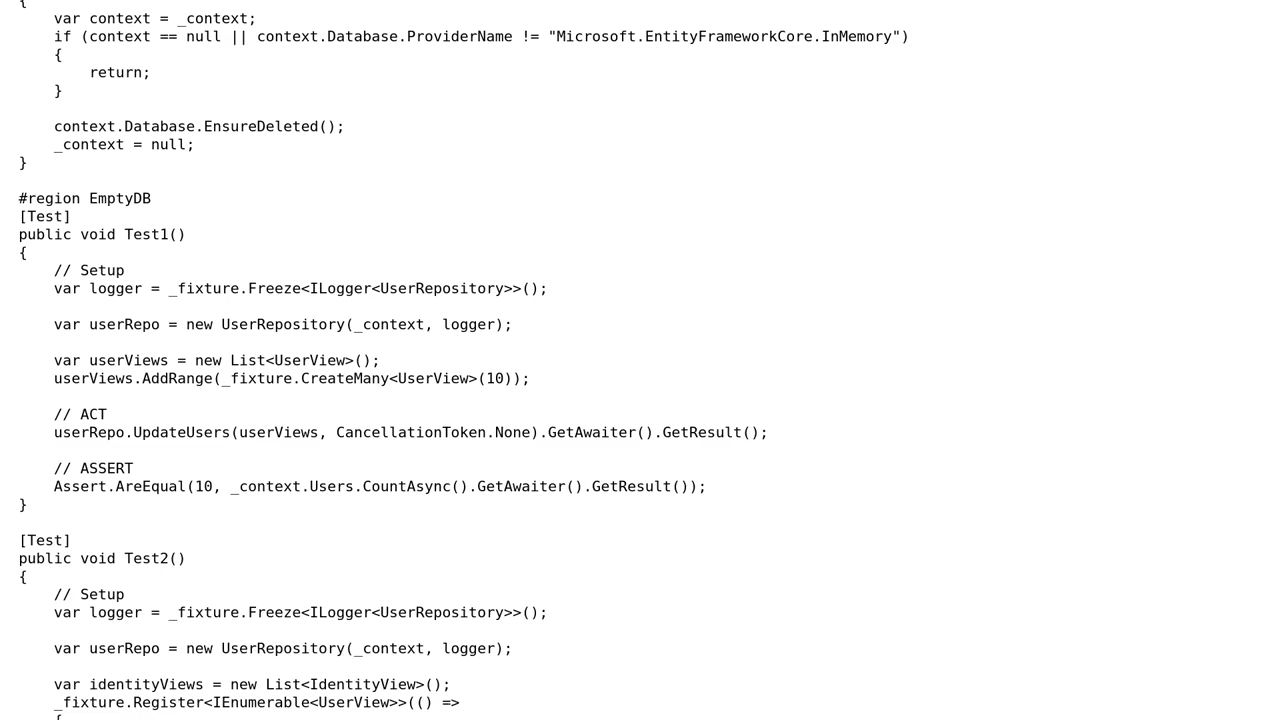 {
    var context = _context;
    if (context == null || context.Database.ProviderName != "Microsoft.EntityFrameworkCore.InMemory")
    {
        return;
    }

    context.Database.EnsureDeleted();
    _context = null;
}

#region EmptyDB
[Test]
public void Test1()
{
    // Setup
    var logger = _fixture.Freeze<ILogger<UserRepository>>();

    var userRepo = new UserRepository(_context, logger);

    var userViews = new List<UserView>();
    userViews.AddRange(_fixture.CreateMany<UserView>(10));

    // ACT
    userRepo.UpdateUsers(userViews, CancellationToken.None).GetAwaiter().GetResult();

    // ASSERT
    Assert.AreEqual(10, _context.Users.CountAsync().GetAwaiter().GetResult());
}

[Test]
public void Test2()
{
    // Setup
    var logger = _fixture.Freeze<ILogger<UserRepository>>();

    var userRepo = new UserRepository(_context, logger);

    var identityViews = new List<IdentityView>();
    _fixture.Register<IEnumerable<UserView>>(() =>
    {